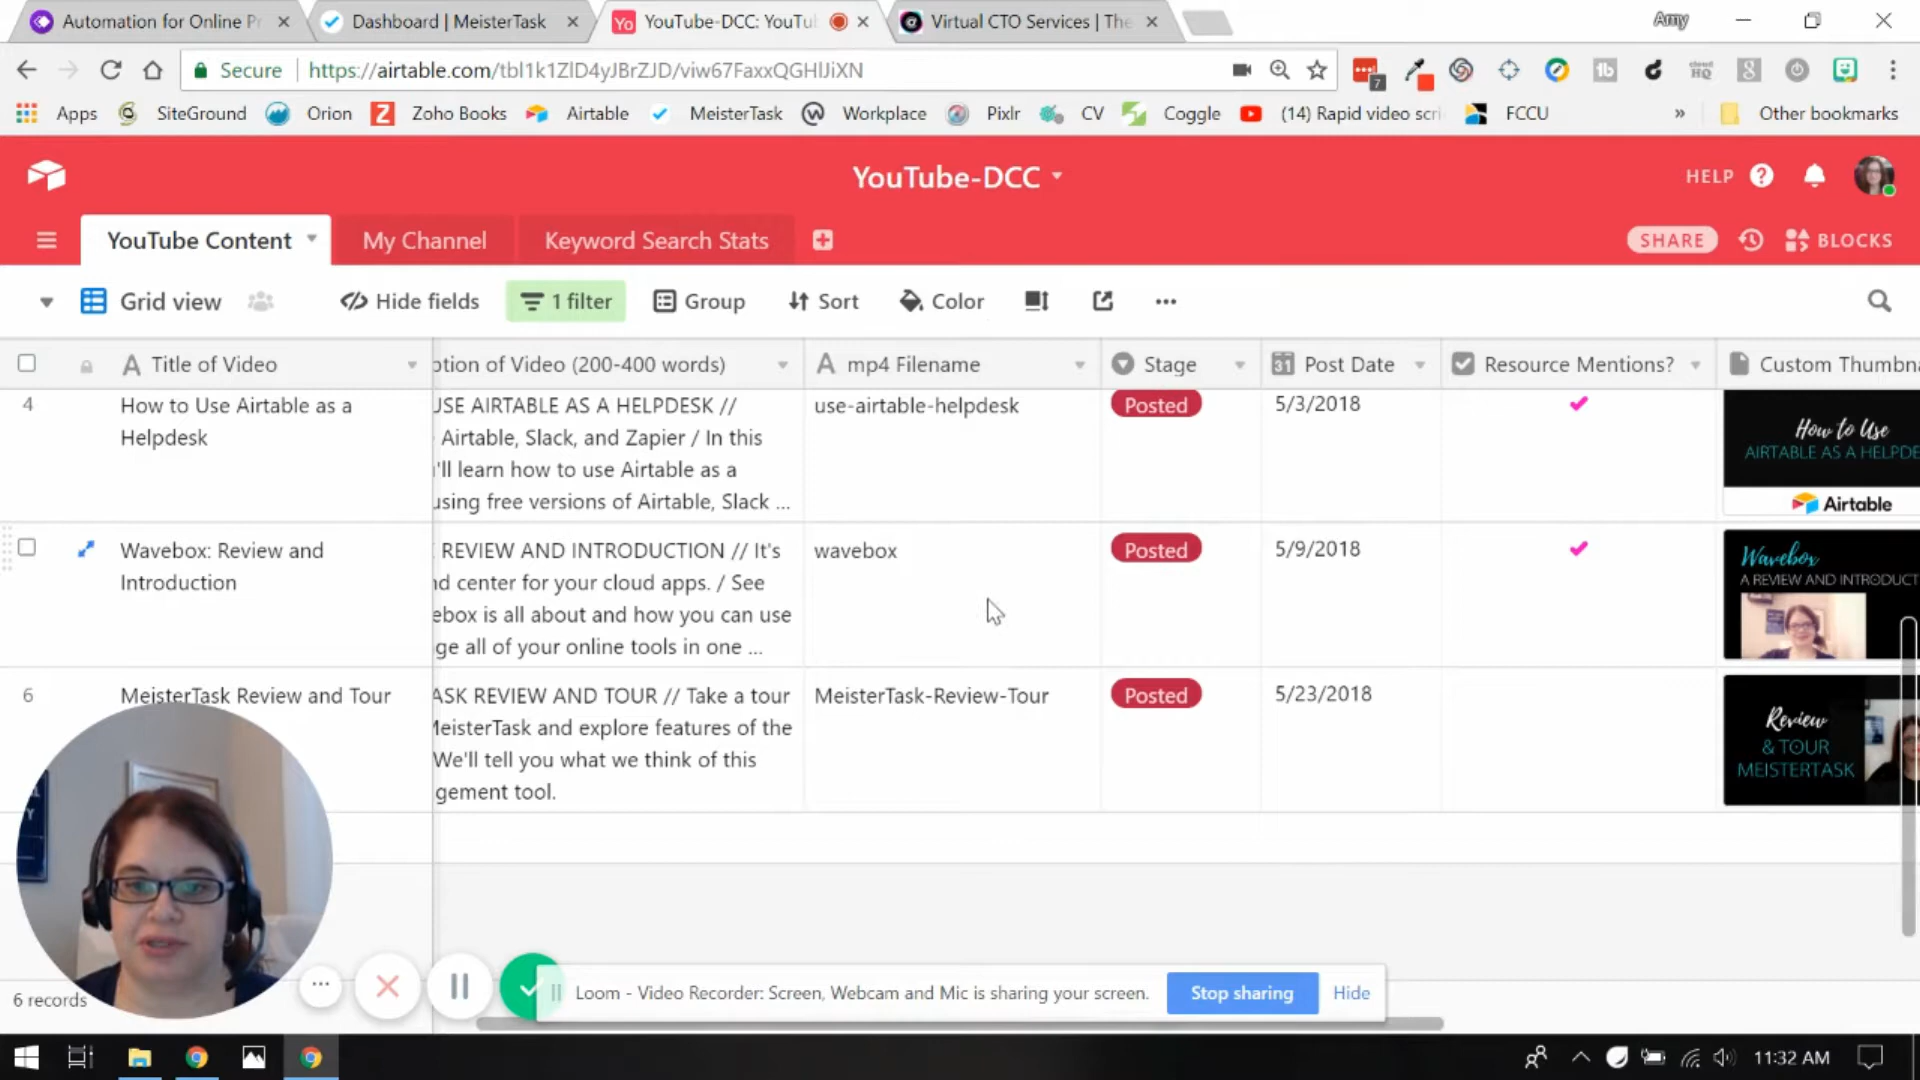 Automation for Online Pr
Dashboard | MeisterTask
Yo YouTube-DCC: YouTu
Virtual CTO Services | The
Amy
Secure https://airtable.com/tbl1k1ZlD4yJBrZJD/viw67FaxxQGHlJiXN
7
Apps SiteGround Orion Zoho Books Airtable MeisterTask Workplace Pixlr CV Coggle (14) Rapid video scri FCCU » Other bookmarks
YouTube-DCC
HELP ?
YouTube Content My Channel Keyword Search Stats
SHARE BLOCKS
Grid view Hide fields 1 filter Group Sort Color
Title of Video ption of Video (200-400 words) mp4 Filename Stage 31 Post Date Resource Mentions? Custom Thumbna
4 How to Use Airtable as a Helpdesk
USE AIRTABLE AS A HELPDESK //
Airtable, Slack, and Zapier / In this
'll learn how to use Airtable as a
using free versions of Airtable, Slack ...
use-airtable-helpdesk Posted 5/3/2018
How to Use
AIRTABLE AS A HELPDE
Airtable
Wavebox: Review and Introduction
REVIEW AND INTRODUCTION // It's
nd center for your cloud apps. / See
ebox is all about and how you can use
ge all of your online tools in one ...
wavebox Posted 5/9/2018
Wavebox
A REVIEW AND INTRODUCT
6 MeisterTask Review and Tour
ASK REVIEW AND TOUR // Take a tour
MeisterTask and explore features of the
We'll tell you what we think of this
gement tool.
MeisterTask-Review-Tour Posted 5/23/2018
Review
& TOUR
MEISTERTASK
6 records
Loom - Video Recorder: Screen, Webcam and Mic is sharing your screen. Stop sharing Hide
11:32 AM